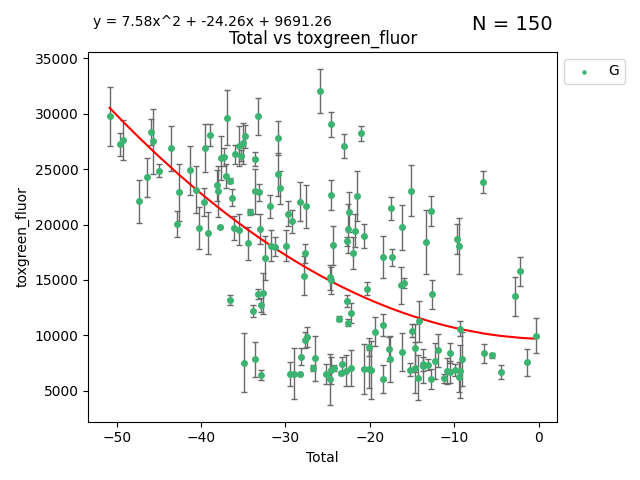 y = 7.58x^2 + -24.26x + 9691.26
N = 150
Total vs toxgreen_fluor
G
toxgreen_fluor
35000
30000
25000
20000
15000
10000
5000
−50 −40 −30 −20 −10 0
Total